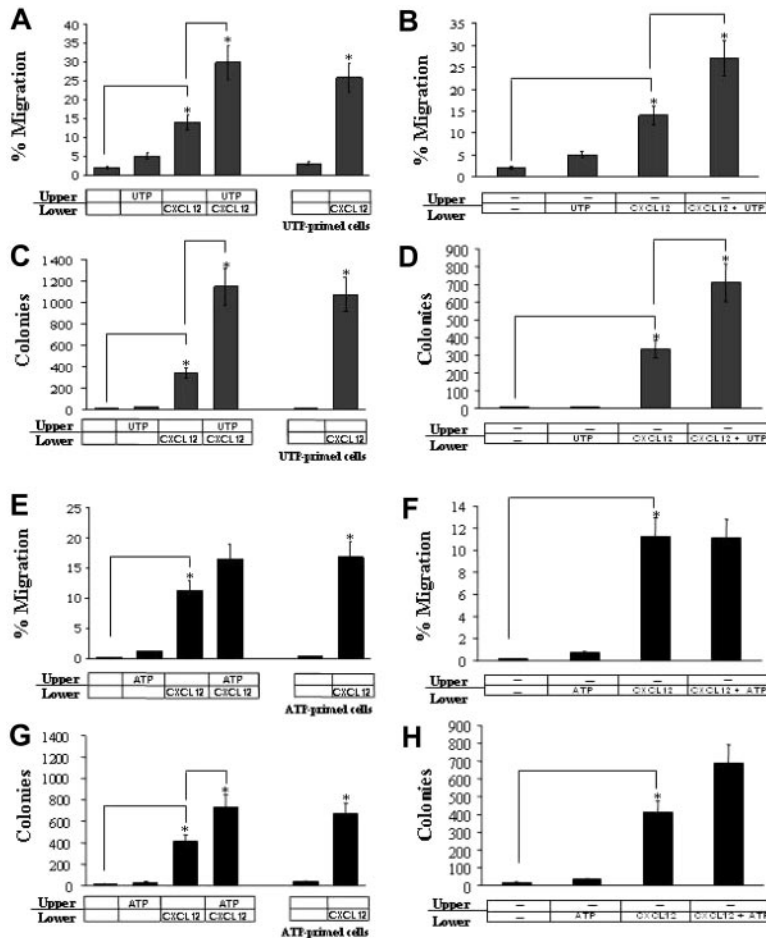 A
% Migration
40
35
30
25
20
15
10
5
0
*
*
*
Upper UTP UTP
Lower CXCL12 CXCL12 CXCL12
UTP-primed cells
B
% Migration
35
30
25
20
15
10
5
0
*
*
Upper – – – –
Lower – UTP CXCL12 CXCL12 + UTP
C
Colonies
1400
1200
1000
800
600
400
200
0
*
*
*
Upper UTP UTP
Lower CXCL12 CXCL12 CXCL12
UTP-primed cells
D
Colonies
900
800
700
600
500
400
300
200
100
0
*
*
Upper – – – –
Lower – UTP CXCL12 CXCL12 + UTP
E
% Migration
25
20
15
10
5
0
*
*
Upper ATP ATP
Lower CXCL12 CXCL12 CXCL12
ATP-primed cells
F
% Migration
14
12
10
8
6
4
2
0
*
Upper – – – –
Lower – ATP CXCL12 CXCL12 + ATP
G
Colonies
1400
1200
1000
800
600
400
200
0
*
*
*
Upper ATP ATP
Lower CXCL12 CXCL12 CXCL12
ATP-primed cells
H
Colonies
900
800
700
600
500
400
300
200
100
0
*
Upper – – – –
Lower – ATP CXCL12 CXCL12 + ATP